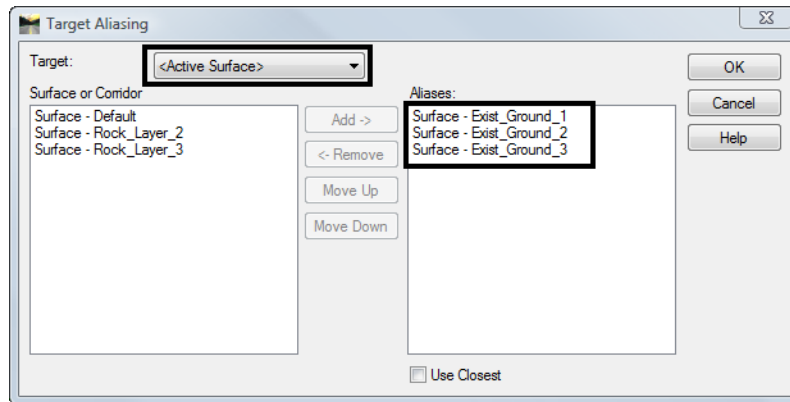 Target Aliasing
Target:
<Active Surface>
OK
Surface or Corridor
Aliases:
Cancel
Surface - Default
Surface - Rock_Layer_2
Surface - Rock_Layer_3
Add ->
<- Remove
Move Up
Move Down
Surface - Exist_Ground_1
Surface - Exist_Ground_2
Surface - Exist_Ground_3
Help
Use Closest